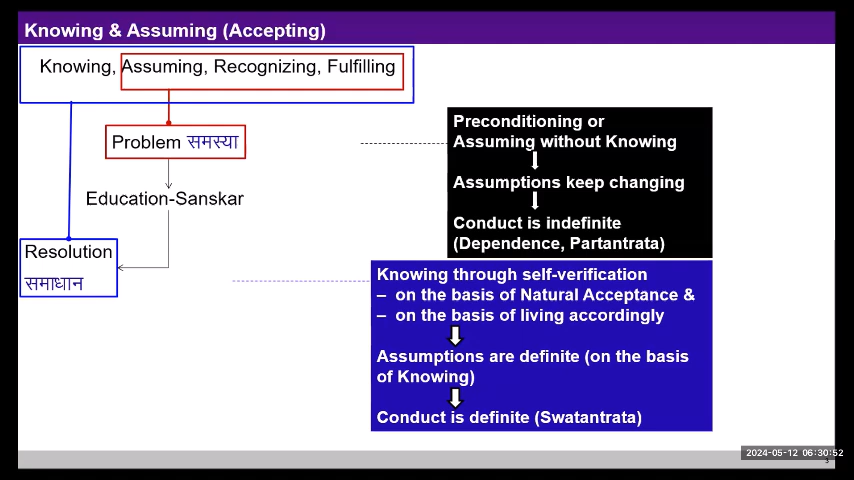 Knowing & Assuming (Accepting)
Knowing, Assuming, Recognizing, Fulfilling
Problem समस्या
Education-Sanskar
Resolution
समाधान
Preconditioning or
Assuming without Knowing
Assumptions keep changing
Conduct is indefinite
(Dependence, Partantrata)
Knowing through self-verification
– on the basis of Natural Acceptance &
– on the basis of living accordingly
Assumptions are definite (on the basis
of Knowing)
Conduct is definite (Swatantrata)
2024-05-12 06:30:52